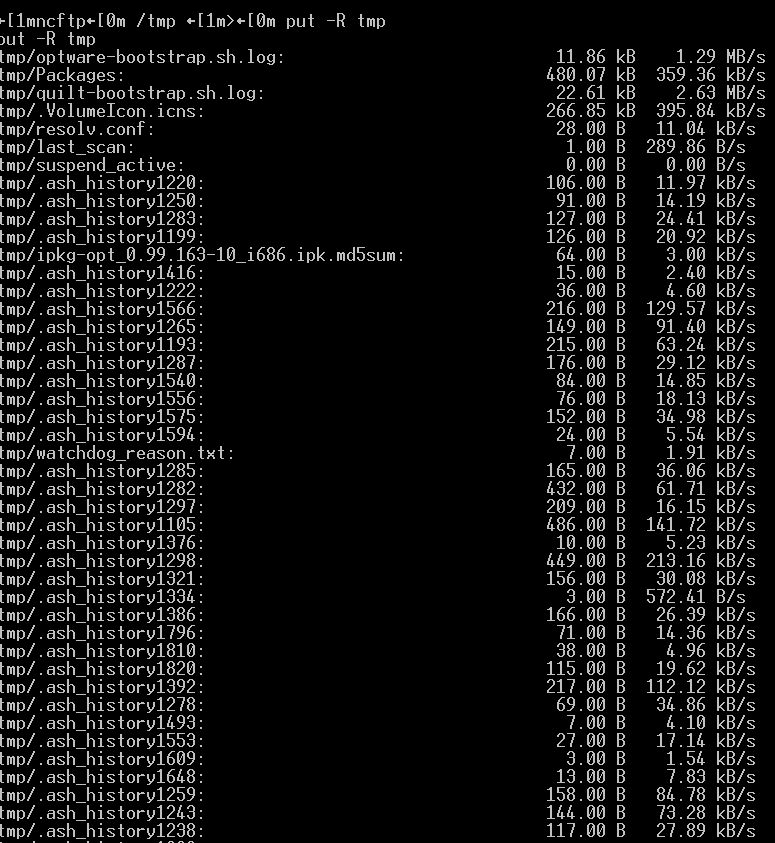 ←[1mncftp←[0m /tmp ←[1m>←[0m put -R tmp
put -R tmp
tmp/optware-bootstrap.sh.log: 11.86 kB 1.29 MB/s
tmp/Packages: 480.07 kB 359.36 kB/s
tmp/quilt-bootstrap.sh.log: 22.61 kB 2.63 MB/s
tmp/.VolumeIcon.icns: 266.85 kB 395.84 kB/s
tmp/resolv.conf: 28.00 B 11.04 kB/s
tmp/last_scan: 1.00 B 289.86 B/s
tmp/suspend_active: 0.00 B 0.00 B/s
tmp/.ash_history1220: 106.00 B 11.97 kB/s
tmp/.ash_history1250: 91.00 B 14.19 kB/s
tmp/.ash_history1283: 127.00 B 24.41 kB/s
tmp/.ash_history1199: 126.00 B 20.92 kB/s
tmp/ipkg-opt_0.99.163-10_i686.ipk.md5sum: 64.00 B 3.00 kB/s
tmp/.ash_history1416: 15.00 B 2.40 kB/s
tmp/.ash_history1222: 36.00 B 4.60 kB/s
tmp/.ash_history1566: 216.00 B 129.57 kB/s
tmp/.ash_history1265: 149.00 B 91.40 kB/s
tmp/.ash_history1193: 215.00 B 63.24 kB/s
tmp/.ash_history1287: 176.00 B 29.12 kB/s
tmp/.ash_history1540: 84.00 B 14.85 kB/s
tmp/.ash_history1556: 76.00 B 18.13 kB/s
tmp/.ash_history1575: 152.00 B 34.98 kB/s
tmp/.ash_history1594: 24.00 B 5.54 kB/s
tmp/watchdog_reason.txt: 7.00 B 1.91 kB/s
tmp/.ash_history1285: 165.00 B 36.06 kB/s
tmp/.ash_history1282: 432.00 B 61.71 kB/s
tmp/.ash_history1297: 209.00 B 16.15 kB/s
tmp/.ash_history1105: 486.00 B 141.72 kB/s
tmp/.ash_history1376: 10.00 B 5.23 kB/s
tmp/.ash_history1298: 449.00 B 213.16 kB/s
tmp/.ash_history1321: 156.00 B 30.08 kB/s
tmp/.ash_history1334: 3.00 B 572.41 B/s
tmp/.ash_history1386: 166.00 B 26.39 kB/s
tmp/.ash_history1796: 71.00 B 14.36 kB/s
tmp/.ash_history1810: 38.00 B 4.96 kB/s
tmp/.ash_history1820: 115.00 B 19.62 kB/s
tmp/.ash_history1392: 217.00 B 112.12 kB/s
tmp/.ash_history1278: 69.00 B 34.86 kB/s
tmp/.ash_history1493: 7.00 B 4.10 kB/s
tmp/.ash_history1553: 27.00 B 17.14 kB/s
tmp/.ash_history1609: 3.00 B 1.54 kB/s
tmp/.ash_history1648: 13.00 B 7.83 kB/s
tmp/.ash_history1259: 158.00 B 84.78 kB/s
tmp/.ash_history1243: 144.00 B 73.28 kB/s
tmp/.ash_history1238: 117.00 B 27.89 kB/s